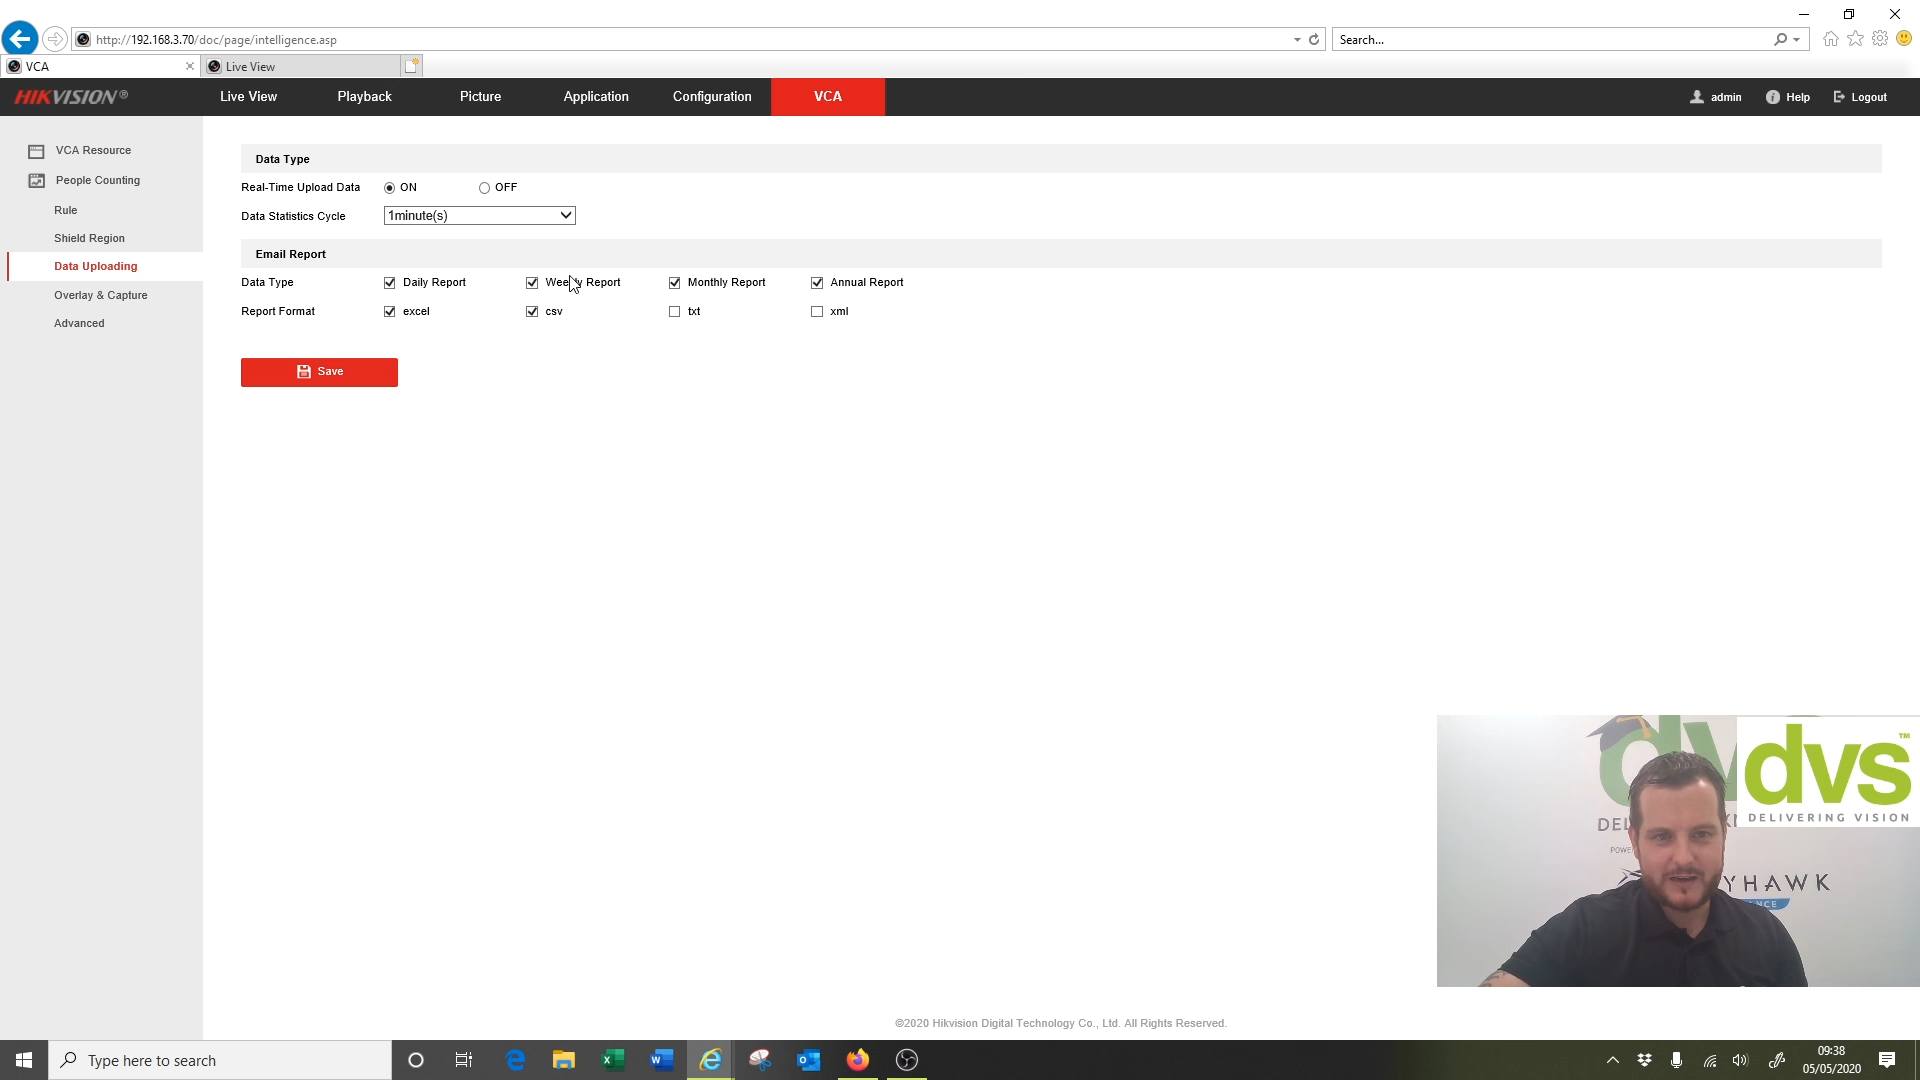 http://192.168.3.70/doc/page/intelligence.asp
Search...
VCA
Live View
HIKVISION®
Live View
Playback
Picture
Application
Configuration
VCA
admin
Help
Logout
VCA Resource
People Counting
Rule
Shield Region
Data Uploading
Overlay & Capture
Advanced
Data Type
Real-Time Upload Data ON OFF
Data Statistics Cycle 1minute(s)
Email Report
Data Type Daily Report Weekly Report Monthly Report Annual Report
Report Format excel csv txt xml
Save
dvs™
DELIVERING VISION
©2020 Hikvision Digital Technology Co., Ltd. All Rights Reserved.
Type here to search
09:38
05/05/2020